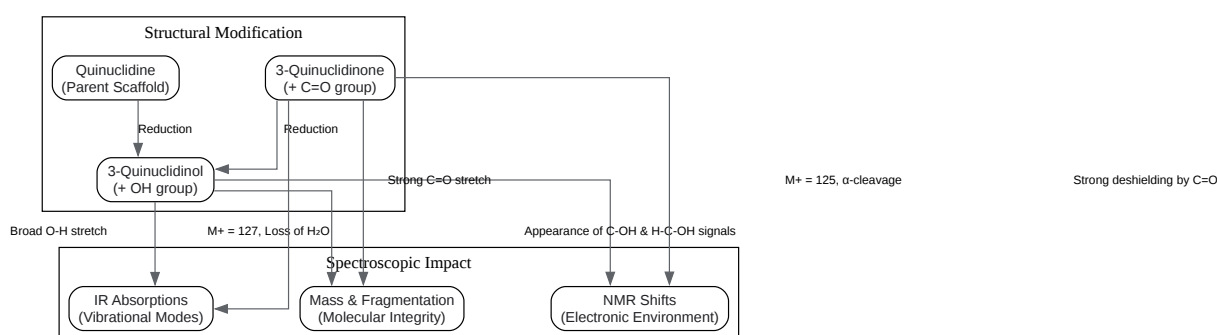 Structural Modification
Quinuclidine
(Parent Scaffold)
3-Quinuclidinone
(+ C=O group)
Reduction
Reduction
3-Quinuclidinol
(+ OH group)
Strong C=O stretch
M+ = 125, α-cleavage
Strong deshielding by C=O
Broad O-H stretch
M+ = 127, Loss of H₂O
Appearance of C-OH & H-C-OH signals
Spectroscopic Impact
IR Absorptions
(Vibrational Modes)
Mass & Fragmentation
(Molecular Integrity)
NMR Shifts
(Electronic Environment)